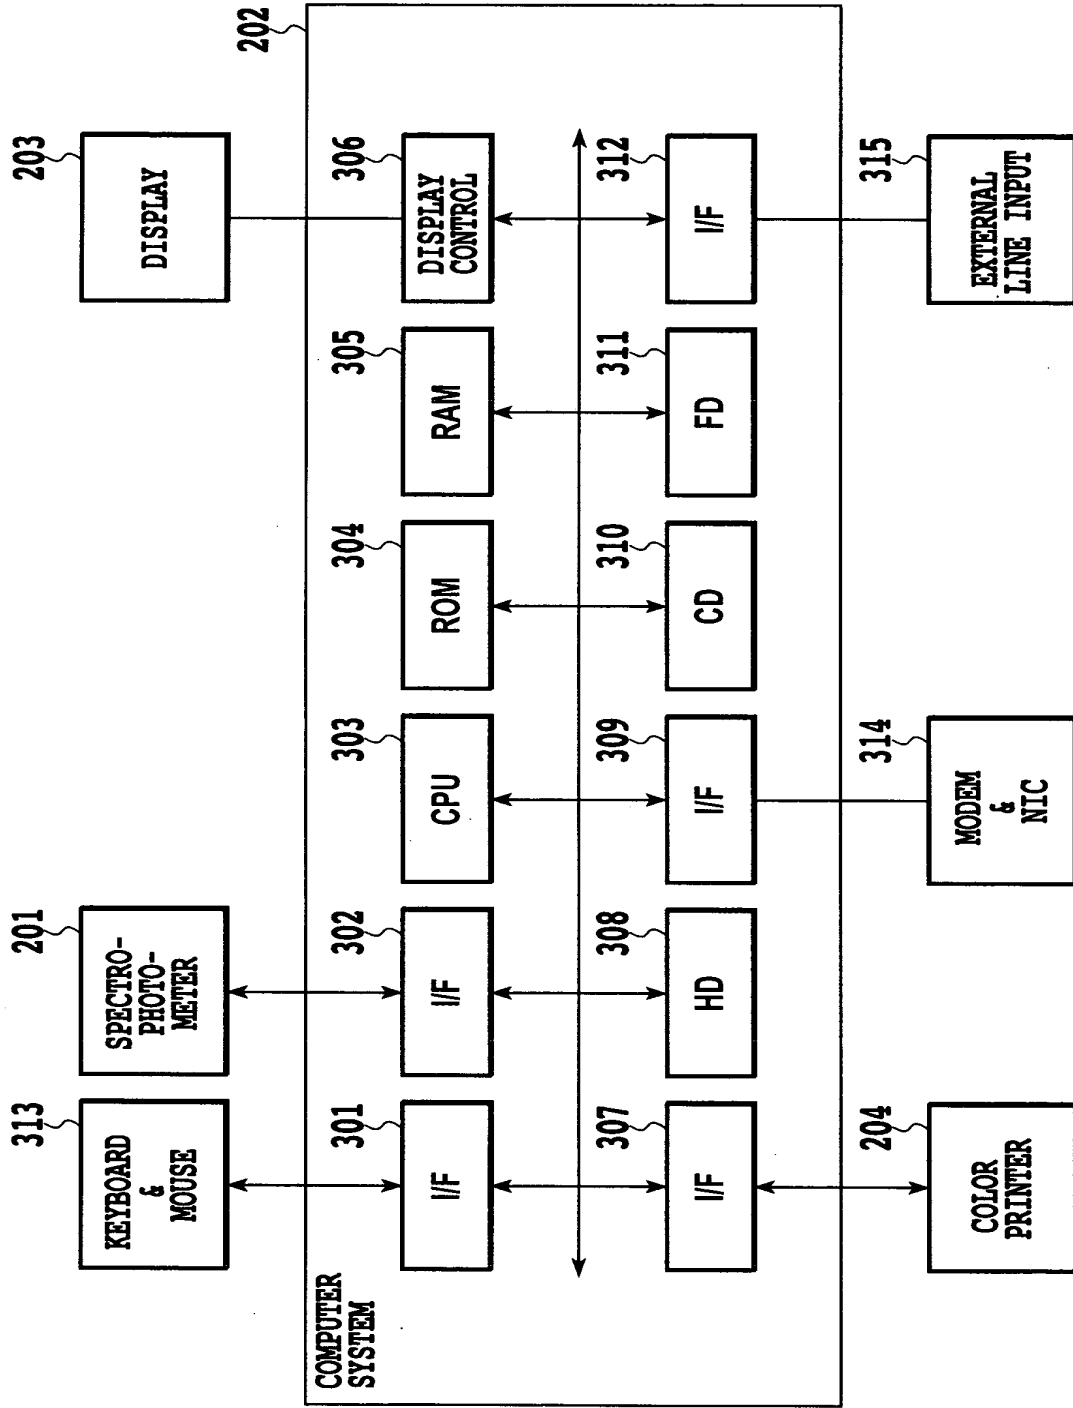 313
KEYBOARD
&
MOUSE
201
SPECTRO-
PHOTO-
METER
203
DISPLAY
202
COMPUTER
SYSTEM
301
I/F
302
I/F
303
CPU
304
ROM
305
RAM
306
DISPLAY
CONTROL
307
I/F
308
HD
309
I/F
310
CD
311
FD
312
I/F
204
COLOR
PRINTER
314
MODEM
&
NIC
315
EXTERNAL
LINE INPUT